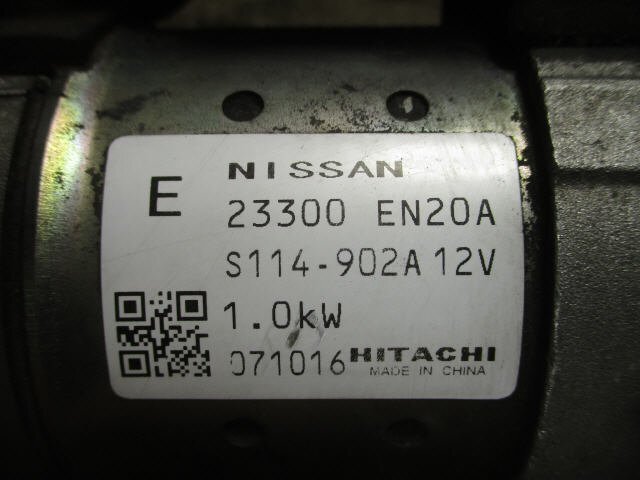 NISSAN
E
23300 EN20A
S114-902A 12V
1.0kW
071016 HITACHI
MADE IN CHINA